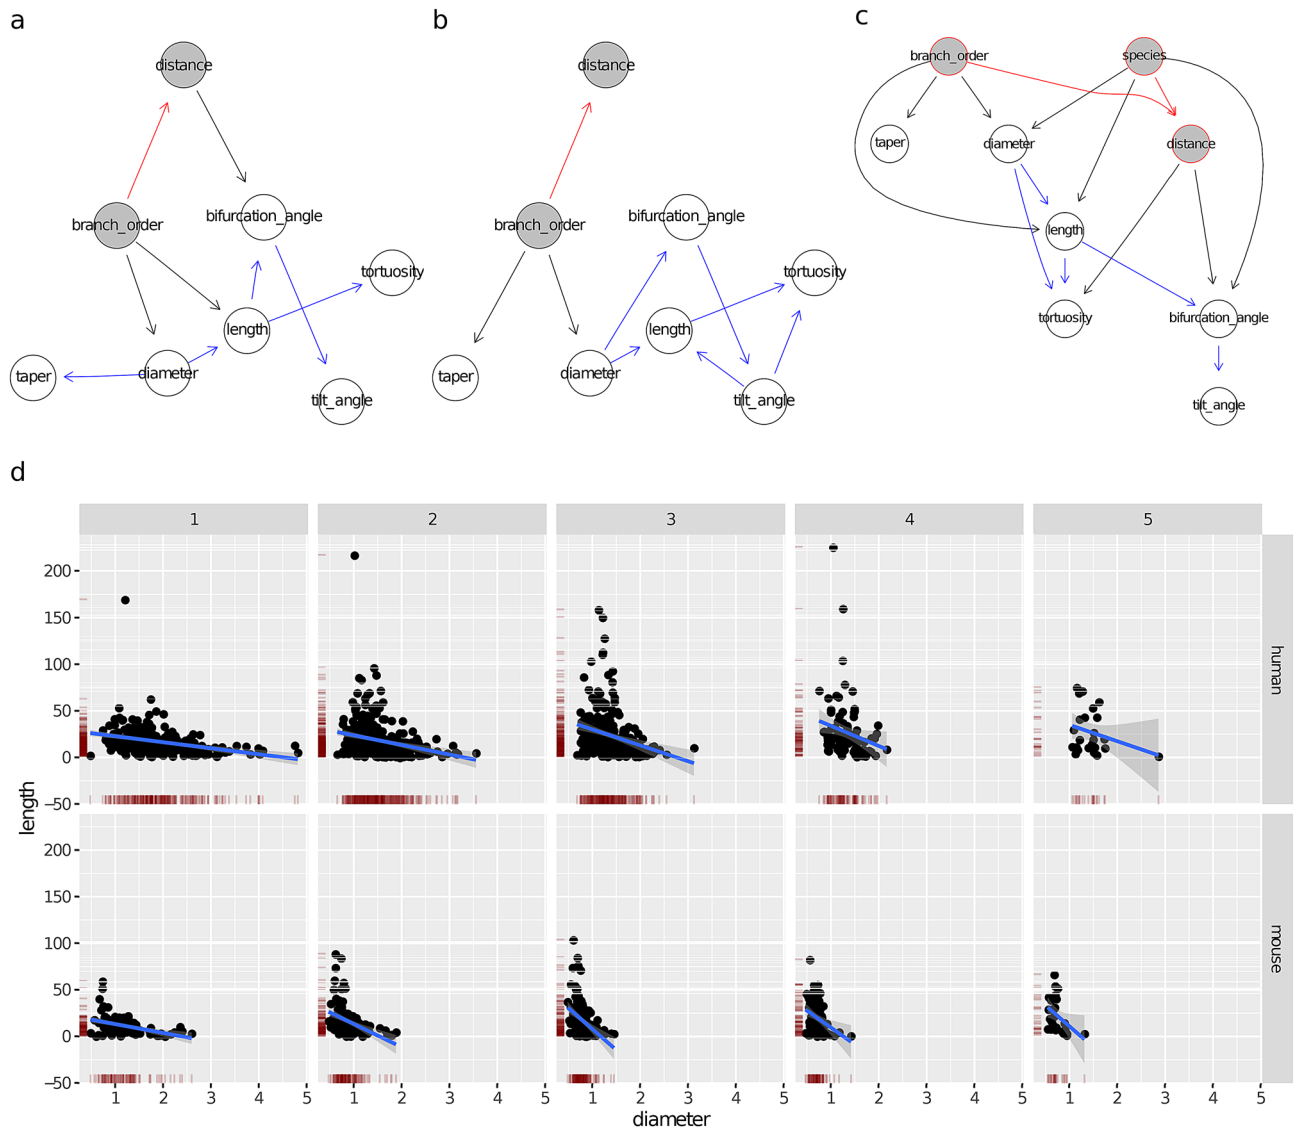 a
distance
branch_order
bifurcation_angle
tortuosity
length
taper
diameter
tilt_angle
b
distance
branch_order
bifurcation_angle
tortuosity
length
taper
diameter
tilt_angle
c
branch_order
species
taper
diameter
distance
length
tortuosity
bifurcation_angle
tilt_angle
d
1 2 3 4 5
200
150
100
50
0
−50
human
200
150
100
50
0
−50
mouse
length
1 2 3 4 5 1 2 3 4 5 1 2 3 4 5 1 2 3 4 5 1 2 3 4 5
diameter